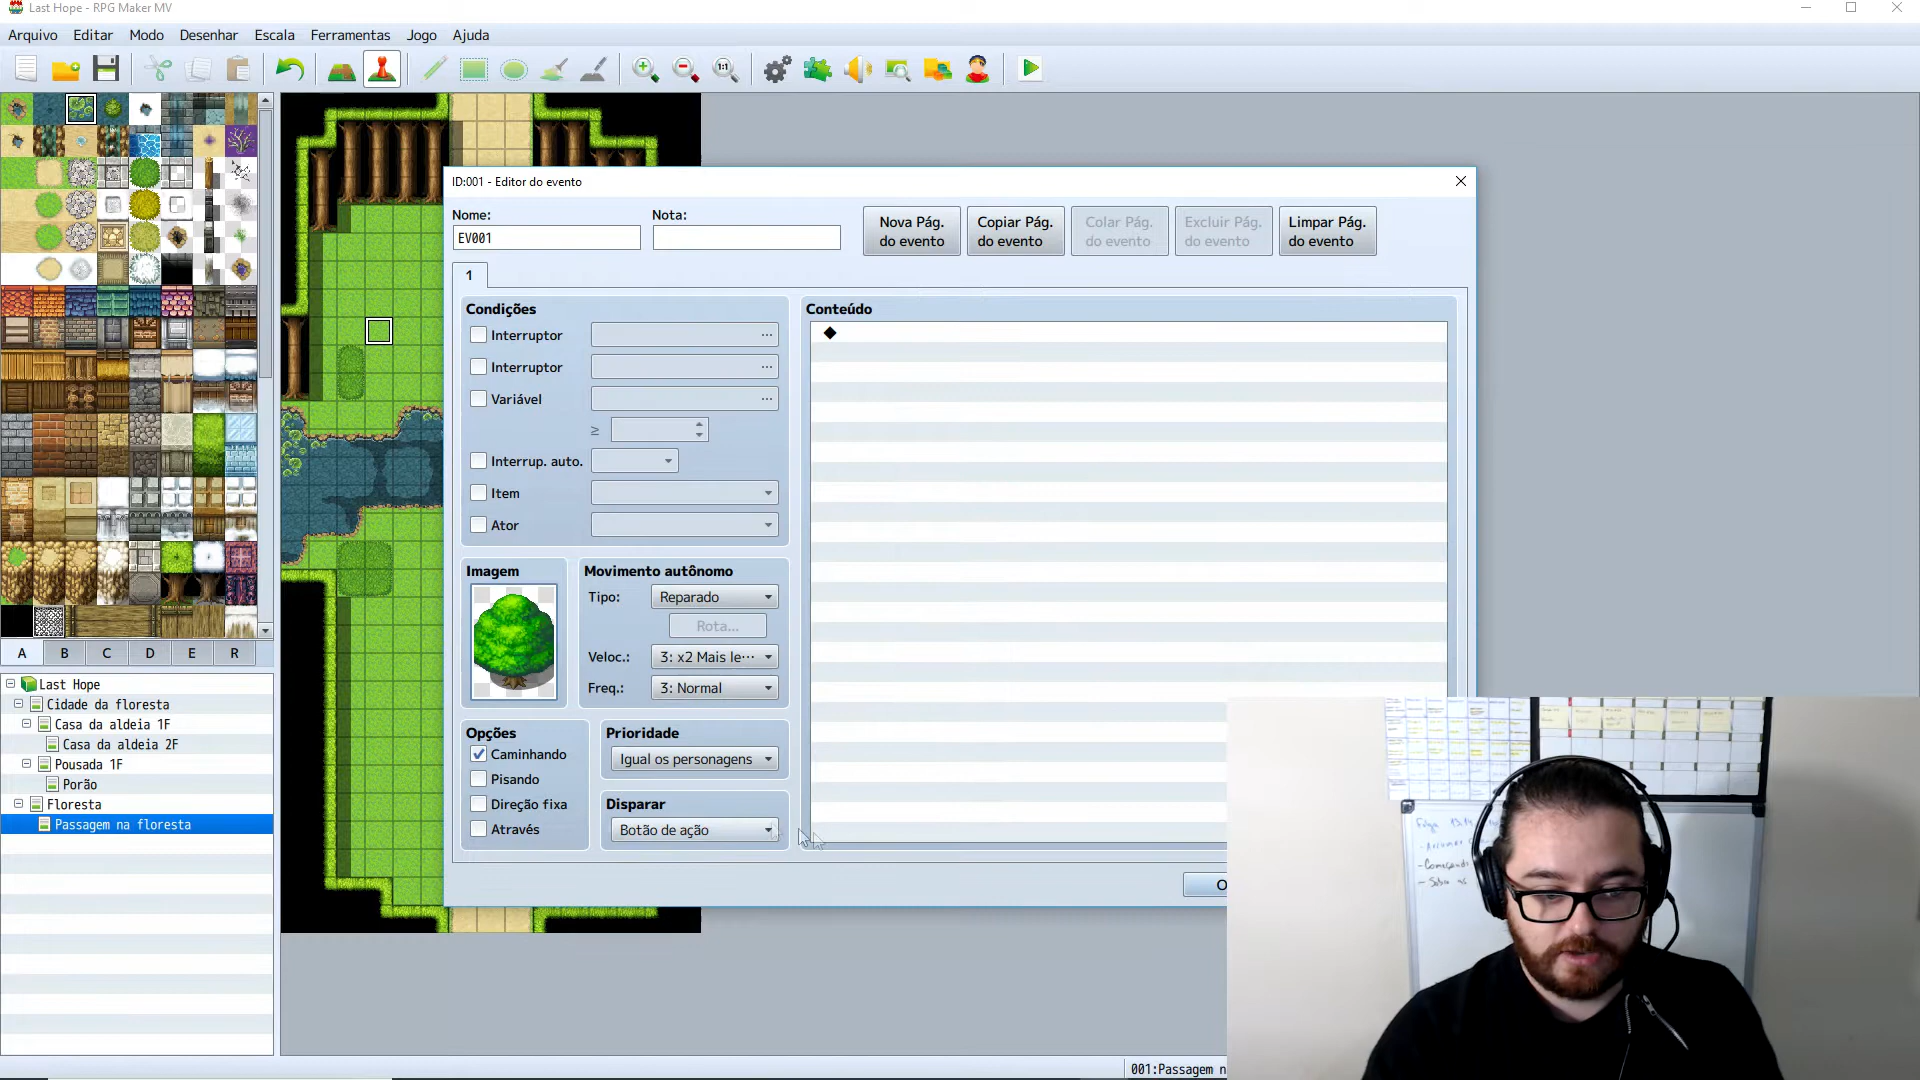 Last Hope - RPG Maker MV
Arquivo Editar Modo Desenhar Escala Ferramentas Jogo Ajuda
1:1
ID:001 - Editor do evento
Nome: Nota:
EV001
Nova Pág. do evento
Copiar Pág. do evento
Colar Pág. do evento
Excluir Pág. do evento
Limpar Pág. do evento
1
Condições
Interruptor ...
Interruptor ...
Variável ...
≥
Interrup. auto.
Item
Ator
Conteúdo
◆
Imagem
Movimento autônomo
Tipo: Reparado
Rota...
Veloc.: 3: x2 Mais le···
Freq.: 3: Normal
Opções
Caminhando
Pisando
Direção fixa
Através
Prioridade
Igual os personagens
Disparar
Botão de ação
A B C D E R
Last Hope
Cidade da floresta
Casa da aldeia 1F
Casa da aldeia 2F
Pousada 1F
Porão
Floresta
Passagem na floresta
O
001:Passagem n